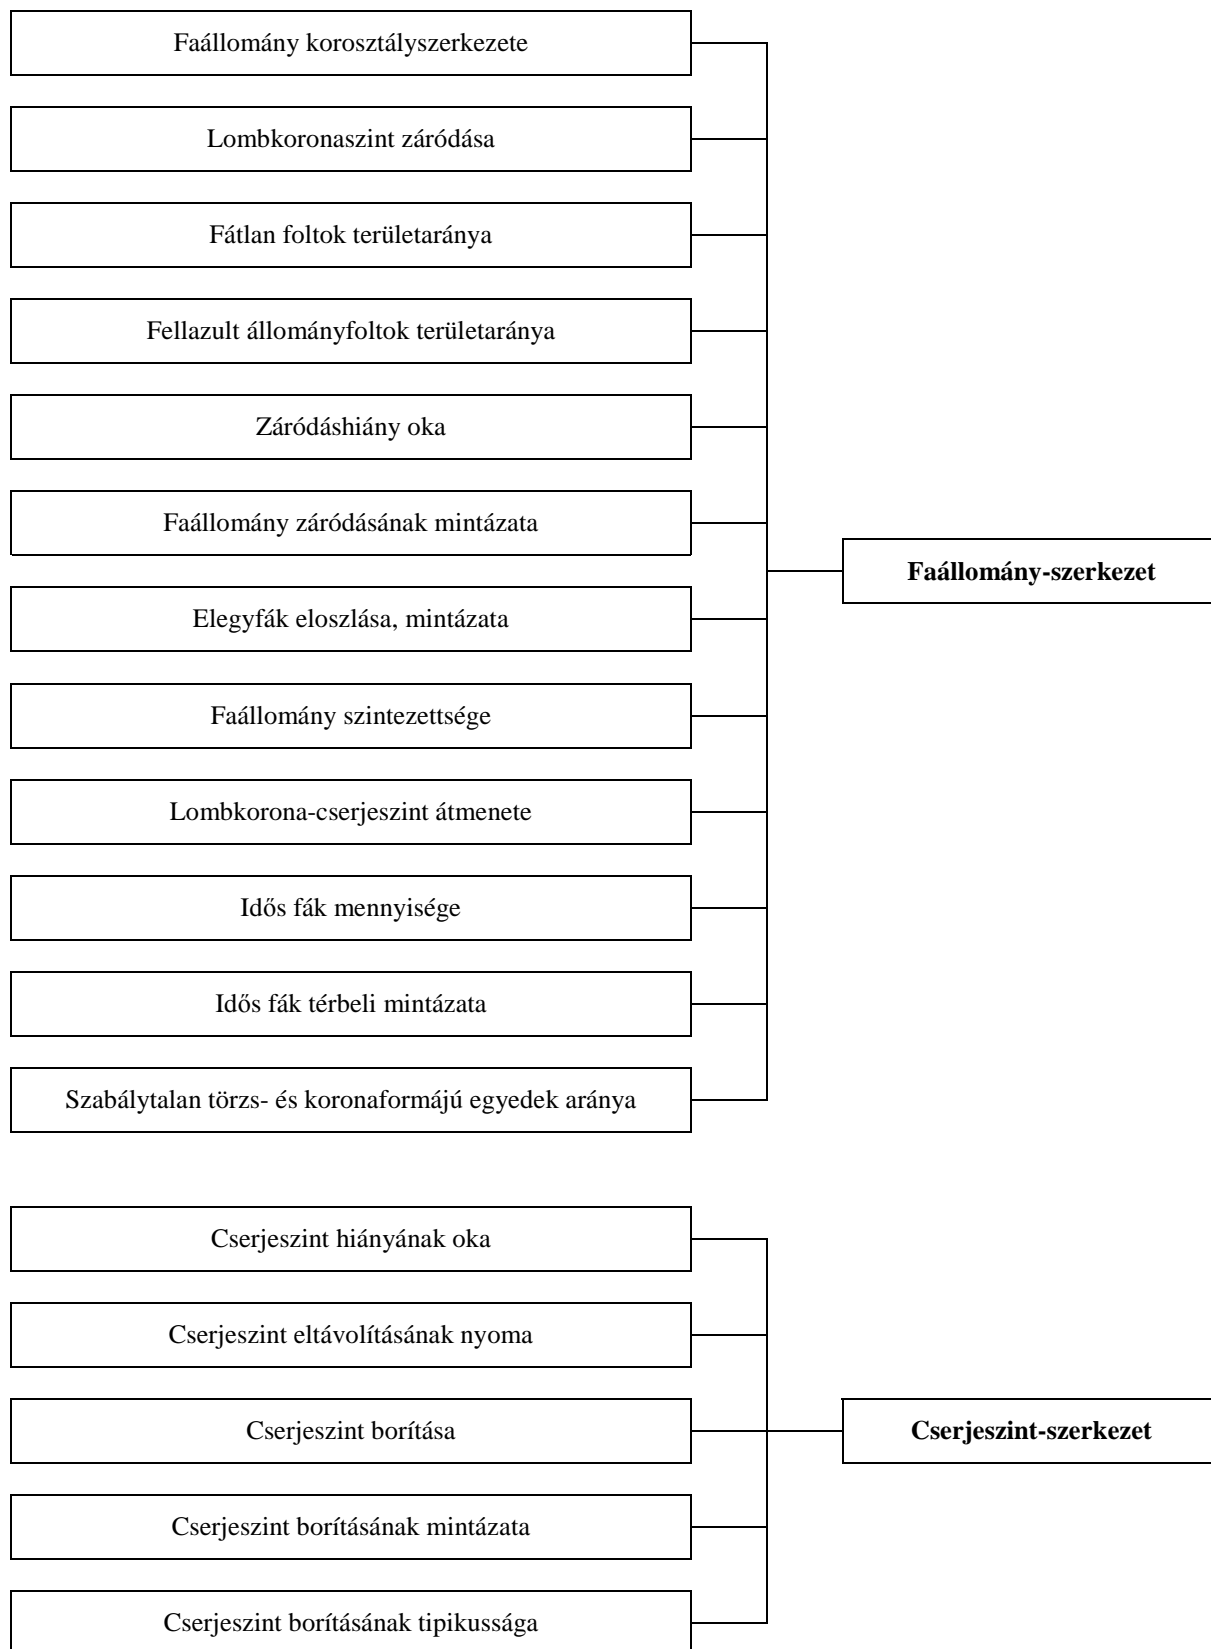 Faállomány korosztályszerkezete
Lombkoronaszint záródása
Fátlan foltok területaránya
Fellazult állományfoltok területaránya
Záródáshiány oka
Faállomány záródásának mintázata
Elegyfák eloszlása, mintázata
Faállomány szintezettsége
Lombkorona-cserjeszint átmenete
Idős fák mennyisége
Idős fák térbeli mintázata
Szabálytalan törzs- és koronaformájú egyedek aránya
Faállomány-szerkezet
Cserjeszint hiányának oka
Cserjeszint eltávolításának nyoma
Cserjeszint borítása
Cserjeszint borításának mintázata
Cserjeszint borításának tipikussága
Cserjeszint-szerkezet